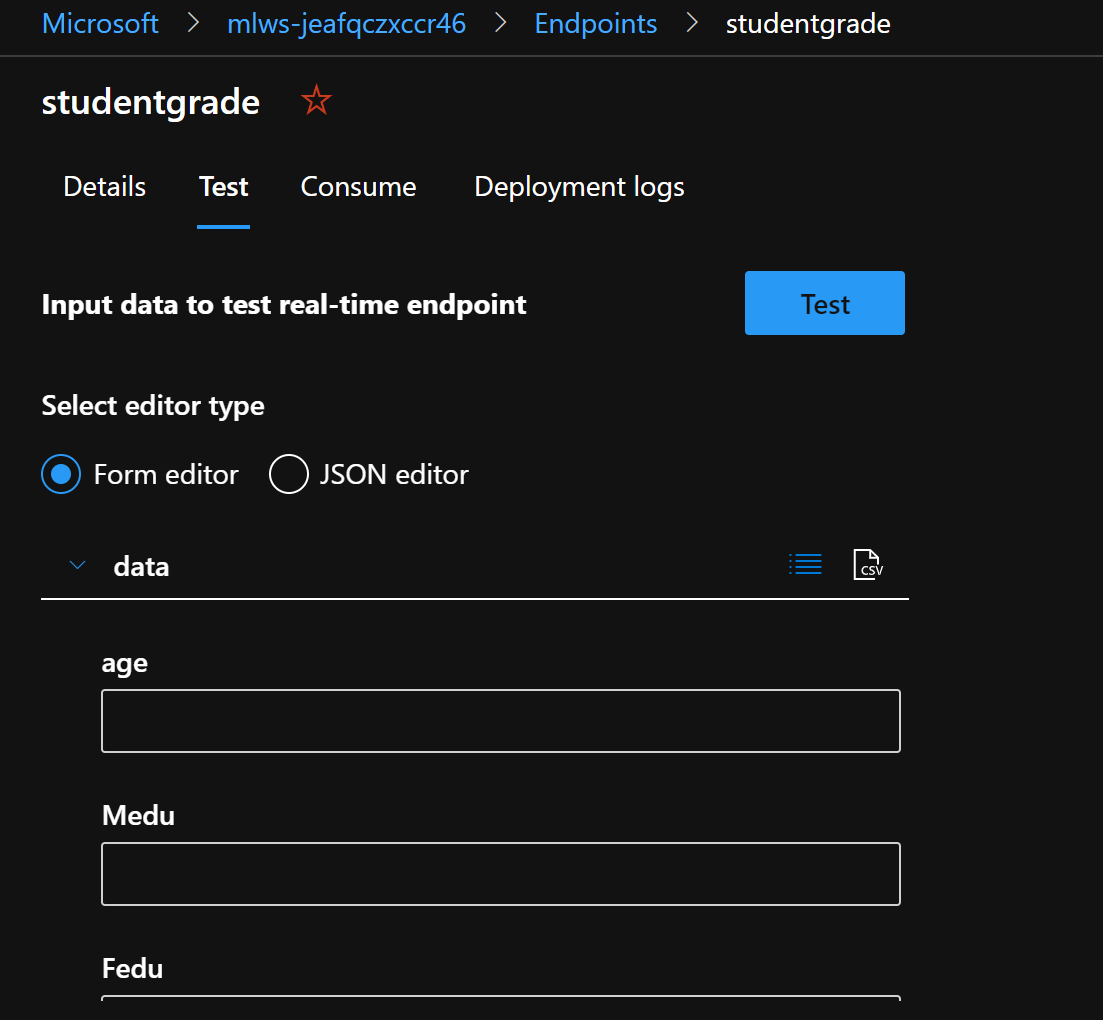 Microsoft > mlws-jeafqczxccr46 > Endpoints > studentgrade
studentgrade
Details Test Consume Deployment logs
Input data to test real-time endpoint Test
Select editor type
Form editor JSON editor
data CSV
age
Medu
Fedu